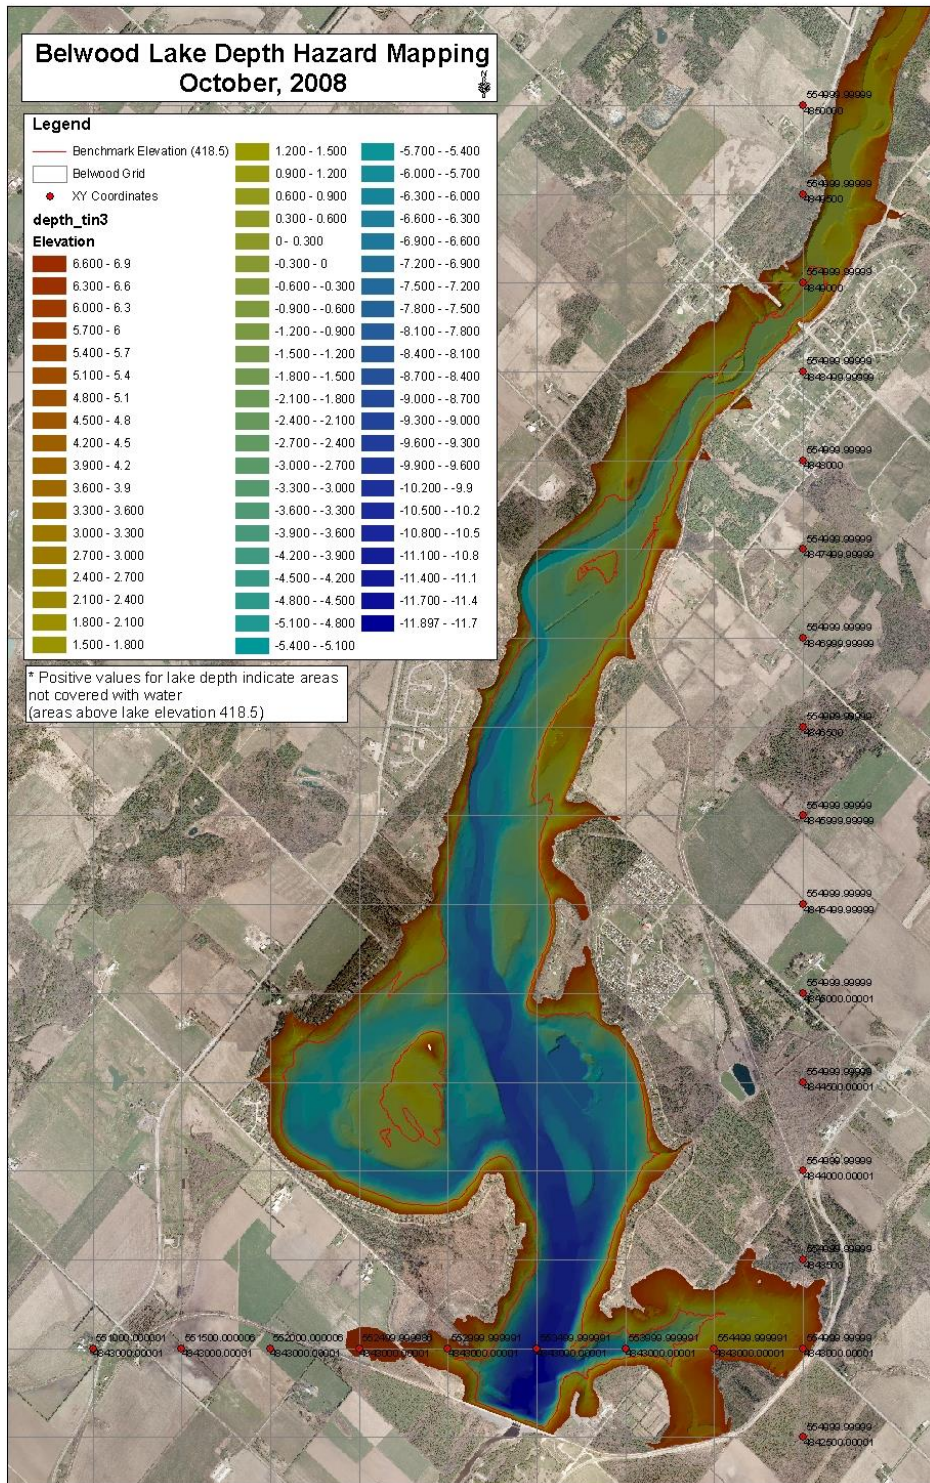 Belwood Lake Depth Hazard Mapping
October, 2008
N
Legend
Benchmark Elevation (418.5)
Belwood Grid
XY Coordinates
depth_tin3
Elevation
6.600 - 6.9
6.300 - 6.6
6.000 - 6.3
5.700 - 6
5.400 - 5.7
5.100 - 5.4
4.800 - 5.1
4.500 - 4.8
4.200 - 4.5
3.900 - 4.2
3.600 - 3.9
3.300 - 3.600
3.000 - 3.300
2.700 - 3.000
2.400 - 2.700
2.100 - 2.400
1.800 - 2.100
1.500 - 1.800
1.200 - 1.500
0.900 - 1.200
0.600 - 0.900
0.300 - 0.600
0 - 0.300
-0.300 - 0
-0.600 - -0.300
-0.900 - -0.600
-1.200 - -0.900
-1.500 - -1.200
-1.800 - -1.500
-2.100 - -1.800
-2.400 - -2.100
-2.700 - -2.400
-3.000 - -2.700
-3.300 - -3.000
-3.600 - -3.300
-3.900 - -3.600
-4.200 - -3.900
-4.500 - -4.200
-4.800 - -4.500
-5.100 - -4.800
-5.400 - -5.100
-5.700 - -5.400
-6.000 - -5.700
-6.300 - -6.000
-6.600 - -6.300
-6.900 - -6.600
-7.200 - -6.900
-7.500 - -7.200
-7.800 - -7.500
-8.100 - -7.800
-8.400 - -8.100
-8.700 - -8.400
-9.000 - -8.700
-9.300 - -9.000
-9.600 - -9.300
-9.900 - -9.600
-10.200 - -9.9
-10.500 - -10.2
-10.800 - -10.5
-11.100 - -10.8
-11.400 - -11.1
-11.700 - -11.4
-11.897 - -11.7
* Positive values for lake depth indicate areas
not covered with water
(areas above lake elevation 418.5)
554999.99999
4850000
554999.99999
4849500
554999.99999
4849000
554999.99999
4848499.99999
554999.99999
4848000
554999.99999
4847499.99999
554999.99999
4846999.99999
554999.99999
4846500
554999.99999
4845999.99999
554999.99999
4845499.99999
554999.99999
4845000.00001
554999.99999
4844500.00001
554999.99999
4844000.00001
554999.99999
4843500
551000.000001
4843000.00001
551500.000006
4843000.00001
552000.000006
4843000.00001
552499.999986
4843000.00001
552999.999991
4843000.00001
553499.999991
4843000.00001
553999.999991
4843000.00001
554499.999991
4843000.00001
554999.99999
4843000.00001
554999.99999
4842500.00001